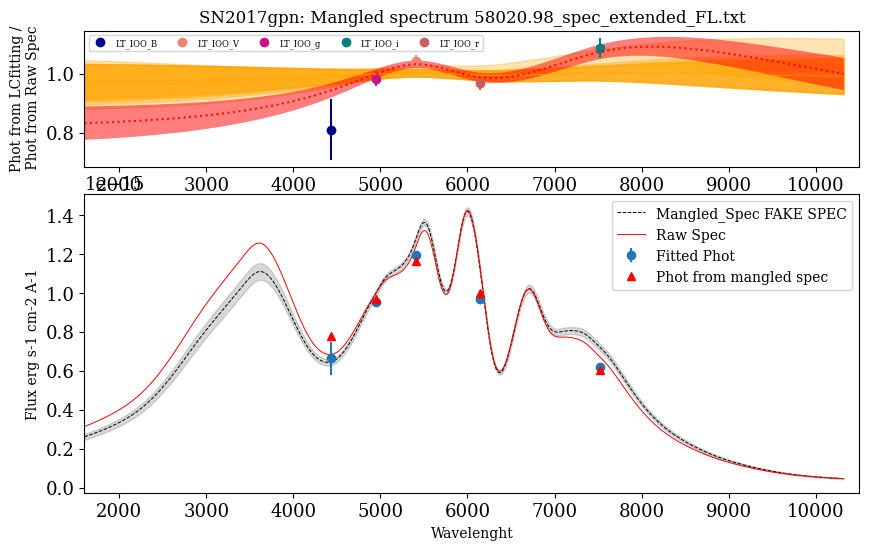 SN2017gpn: Mangled spectrum 58020.98_spec_extended_FL.txt
Phot from LCfitting /
Phot from Raw Spec
LT_IOO_B LT_IOO_V LT_IOO_g LT_IOO_i LT_IOO_r
1.0
0.8
2000 3000 4000 5000 6000 7000 8000 9000 10000
1e−15
Mangled_Spec FAKE SPEC
Raw Spec
Fitted Phot
Phot from mangled spec
Flux erg s-1 cm-2 A-1
1.4
1.2
1.0
0.8
0.6
0.4
0.2
0.0
2000 3000 4000 5000 6000 7000 8000 9000 10000
Wavelenght